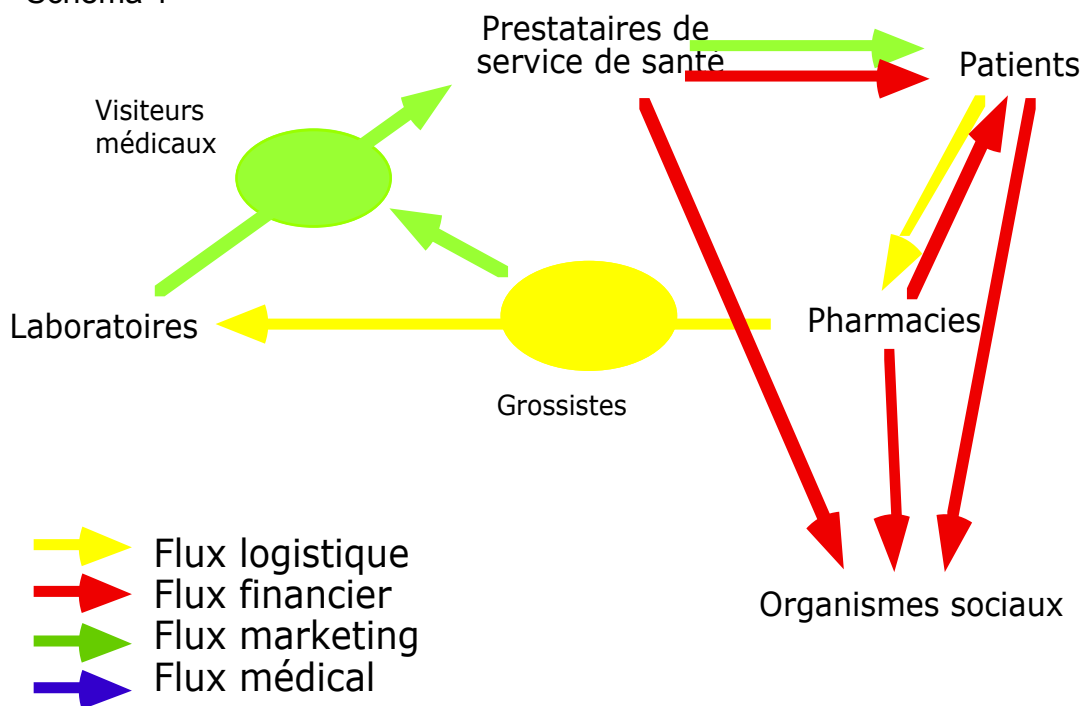 Prestataires de
service de santé
Patients
Visiteurs
médicaux
Laboratoires
Pharmacies
Grossistes
Organismes sociaux
Flux logistique
Flux financier
Flux marketing
Flux médical